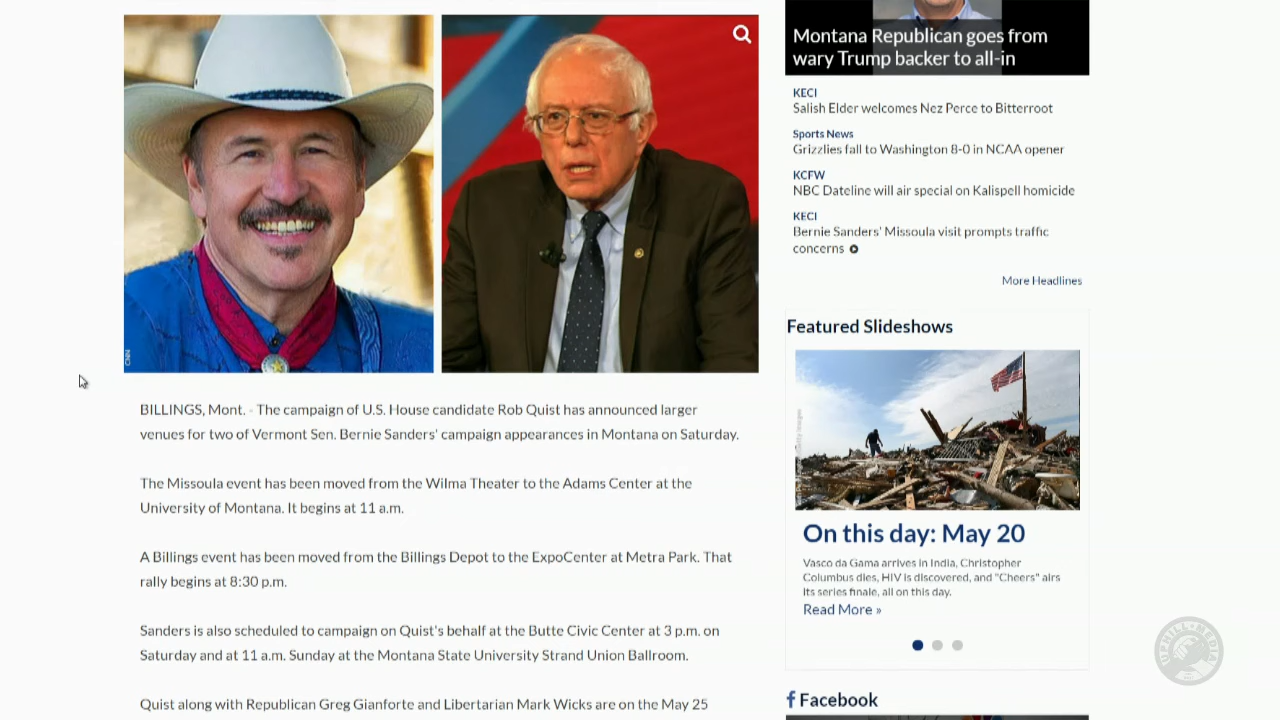 CNN
BILLINGS, Mont. - The campaign of U.S. House candidate Rob Quist has announced larger
venues for two of Vermont Sen. Bernie Sanders' campaign appearances in Montana on Saturday.
The Missoula event has been moved from the Wilma Theater to the Adams Center at the
University of Montana. It begins at 11 a.m.
A Billings event has been moved from the Billings Depot to the ExpoCenter at Metra Park. That
rally begins at 8:30 p.m.
Sanders is also scheduled to campaign on Quist's behalf at the Butte Civic Center at 3 p.m. on
Saturday and at 11 a.m. Sunday at the Montana State University Strand Union Ballroom.
Quist along with Republican Greg Gianforte and Libertarian Mark Wicks are on the May 25
Montana Republican goes from
wary Trump backer to all-in
KECI
Salish Elder welcomes Nez Perce to Bitterroot
Sports News
Grizzlies fall to Washington 8-0 in NCAA opener
KCFW
NBC Dateline will air special on Kalispell homicide
KECI
Bernie Sanders' Missoula visit prompts traffic
concerns
More Headlines
Featured Slideshows
On this day: May 20
Vasco da Gama arrives in India, Christopher
Columbus dies, HIV is discovered, and "Cheers" airs
its series finale, all on this day.
Read More »
Facebook
UPHILL MEDIA